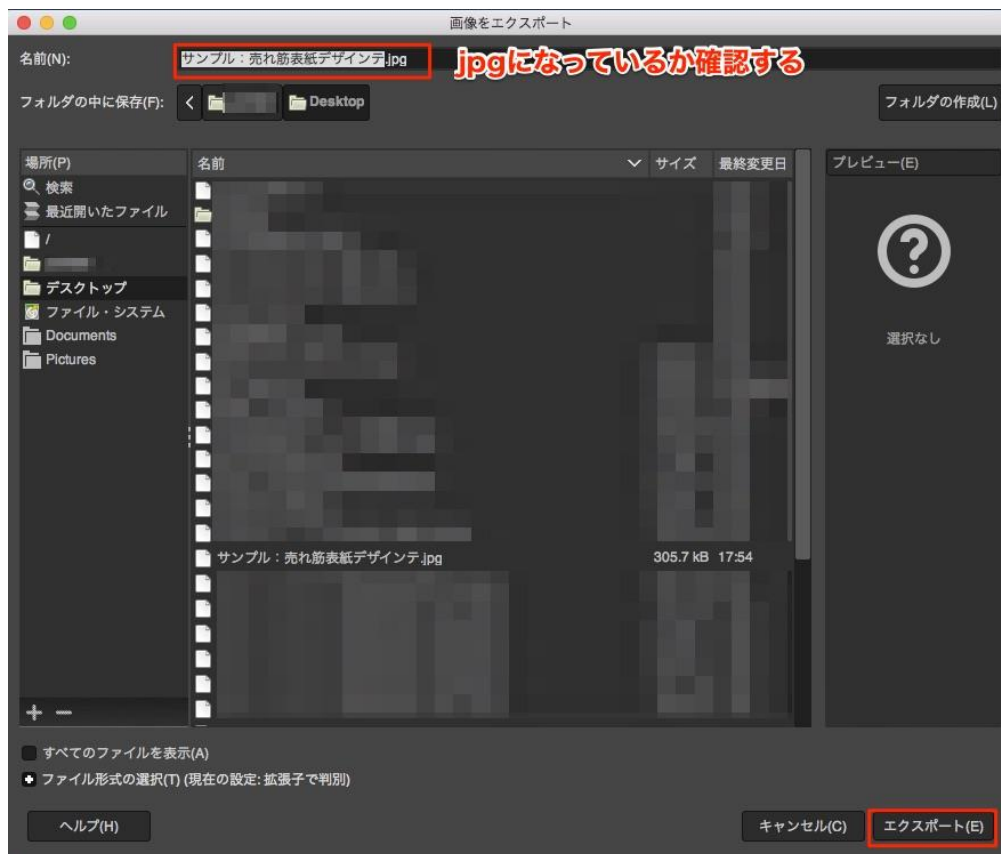 画像をエクスポート
名前(N):
サンプル：売れ筋表紙デザインテ.jpg
jpgになっているか確認する
フォルダの中に保存(F):
Desktop
フォルダの作成(L)
場所(P)
名前
サイズ
最終変更日
プレビュー(E)
検索
最近開いたファイル
/
デスクトップ
ファイル・システム
Documents
Pictures
選択なし
サンプル：売れ筋表紙デザインテ.jpg 305.7 kB 17:54
すべてのファイルを表示(A)
ファイル形式の選択(T) (現在の設定: 拡張子で判別)
ヘルプ(H)
キャンセル(C)
エクスポート(E)